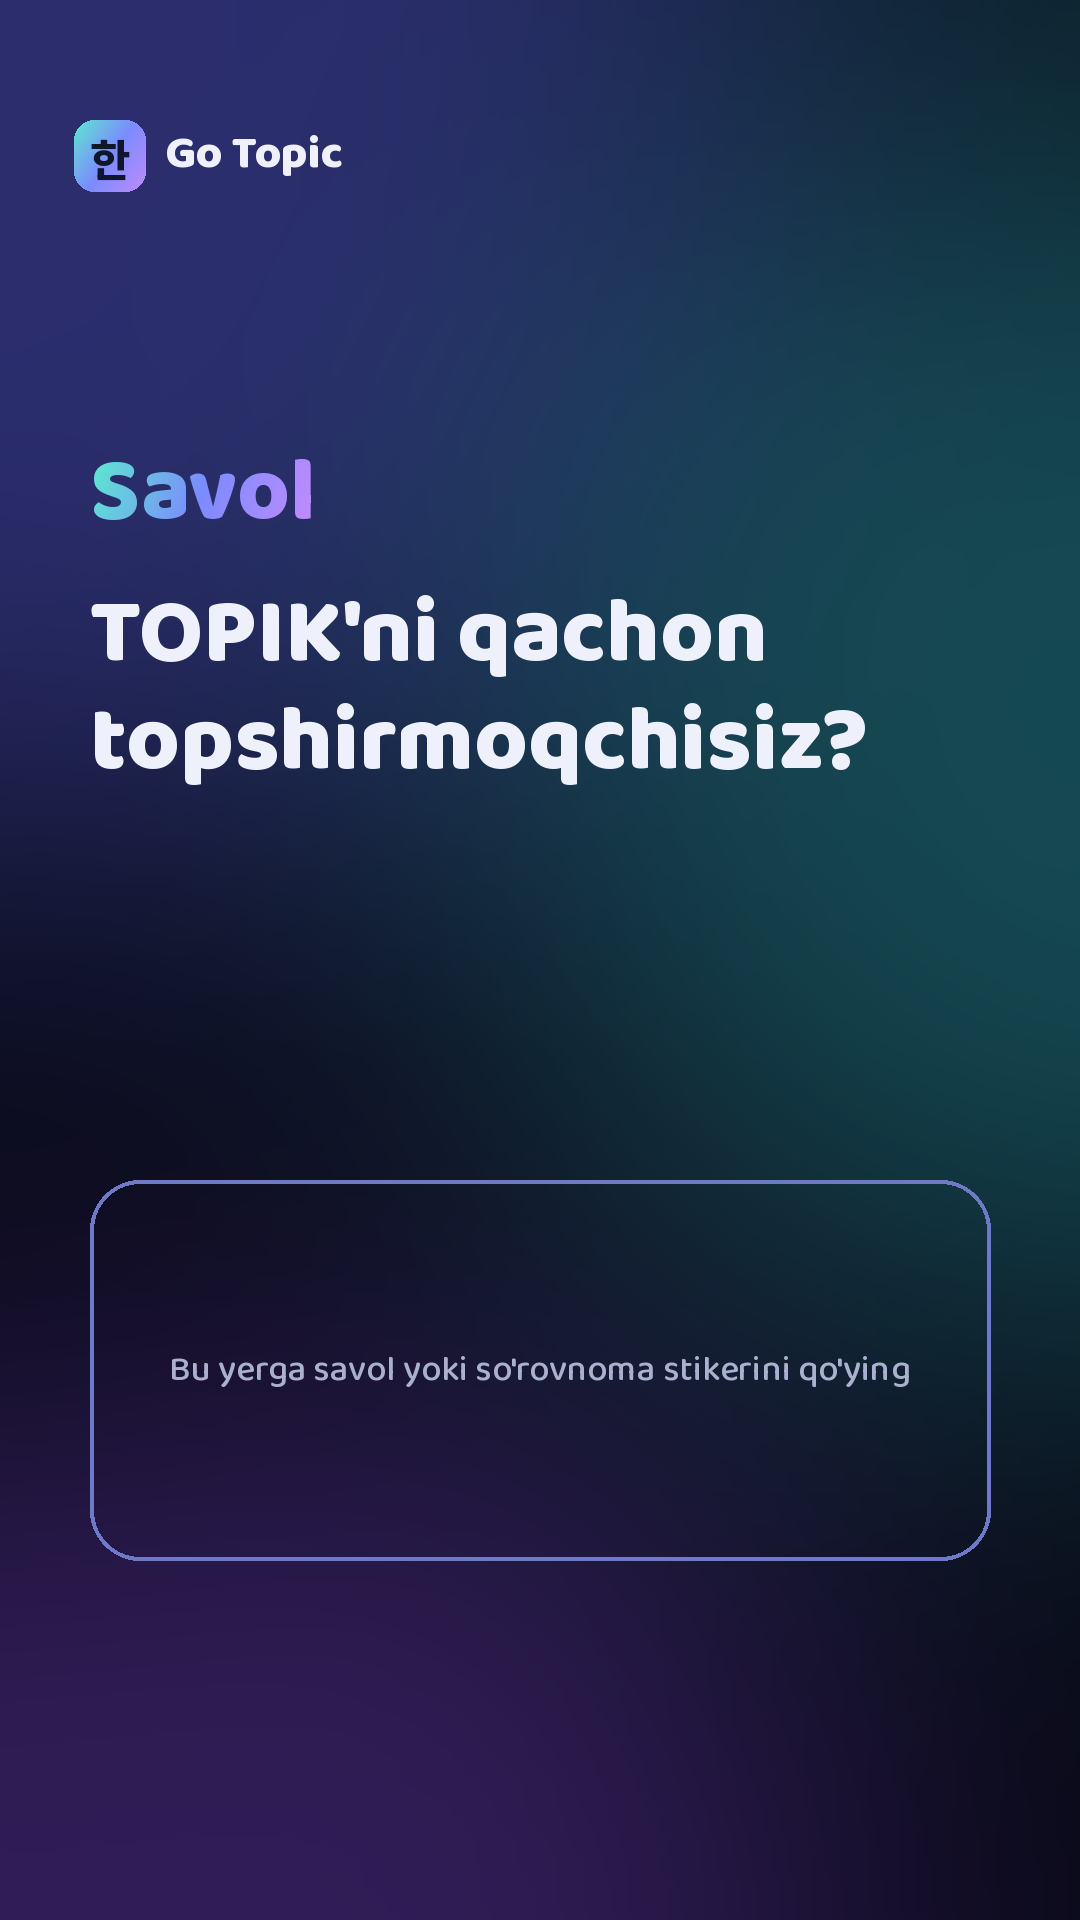 한 Go Topic
Savol
TOPIK'ni qachon
topshirmoqchisiz?
Bu yerga savol yoki so'rovnoma stikerini qo'ying